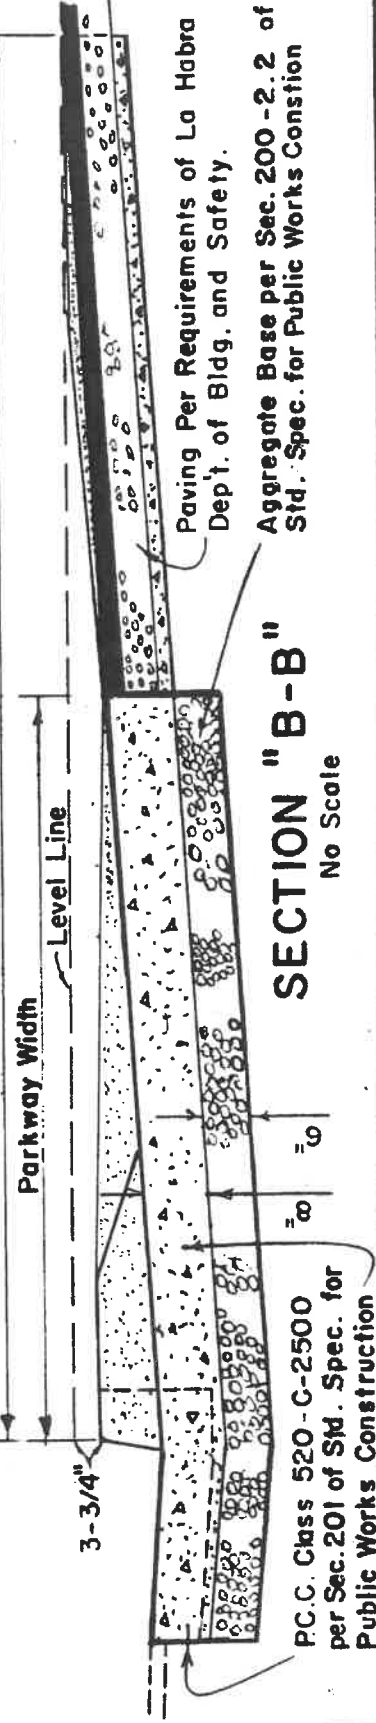 Parkway Width
Level Line
3-3/4"
8"
6"
Paving Per Requirements of La Habra
Dep't. of Bldg. and Safety.
Aggregate Base per Sec. 200-2.2 of
Std. Spec. for Public Works Constion
P.C.C. Class 520-C-2500
per Sec. 201 of Std. Spec. for
Public Works Construction
SECTION "B-B"
No Scale